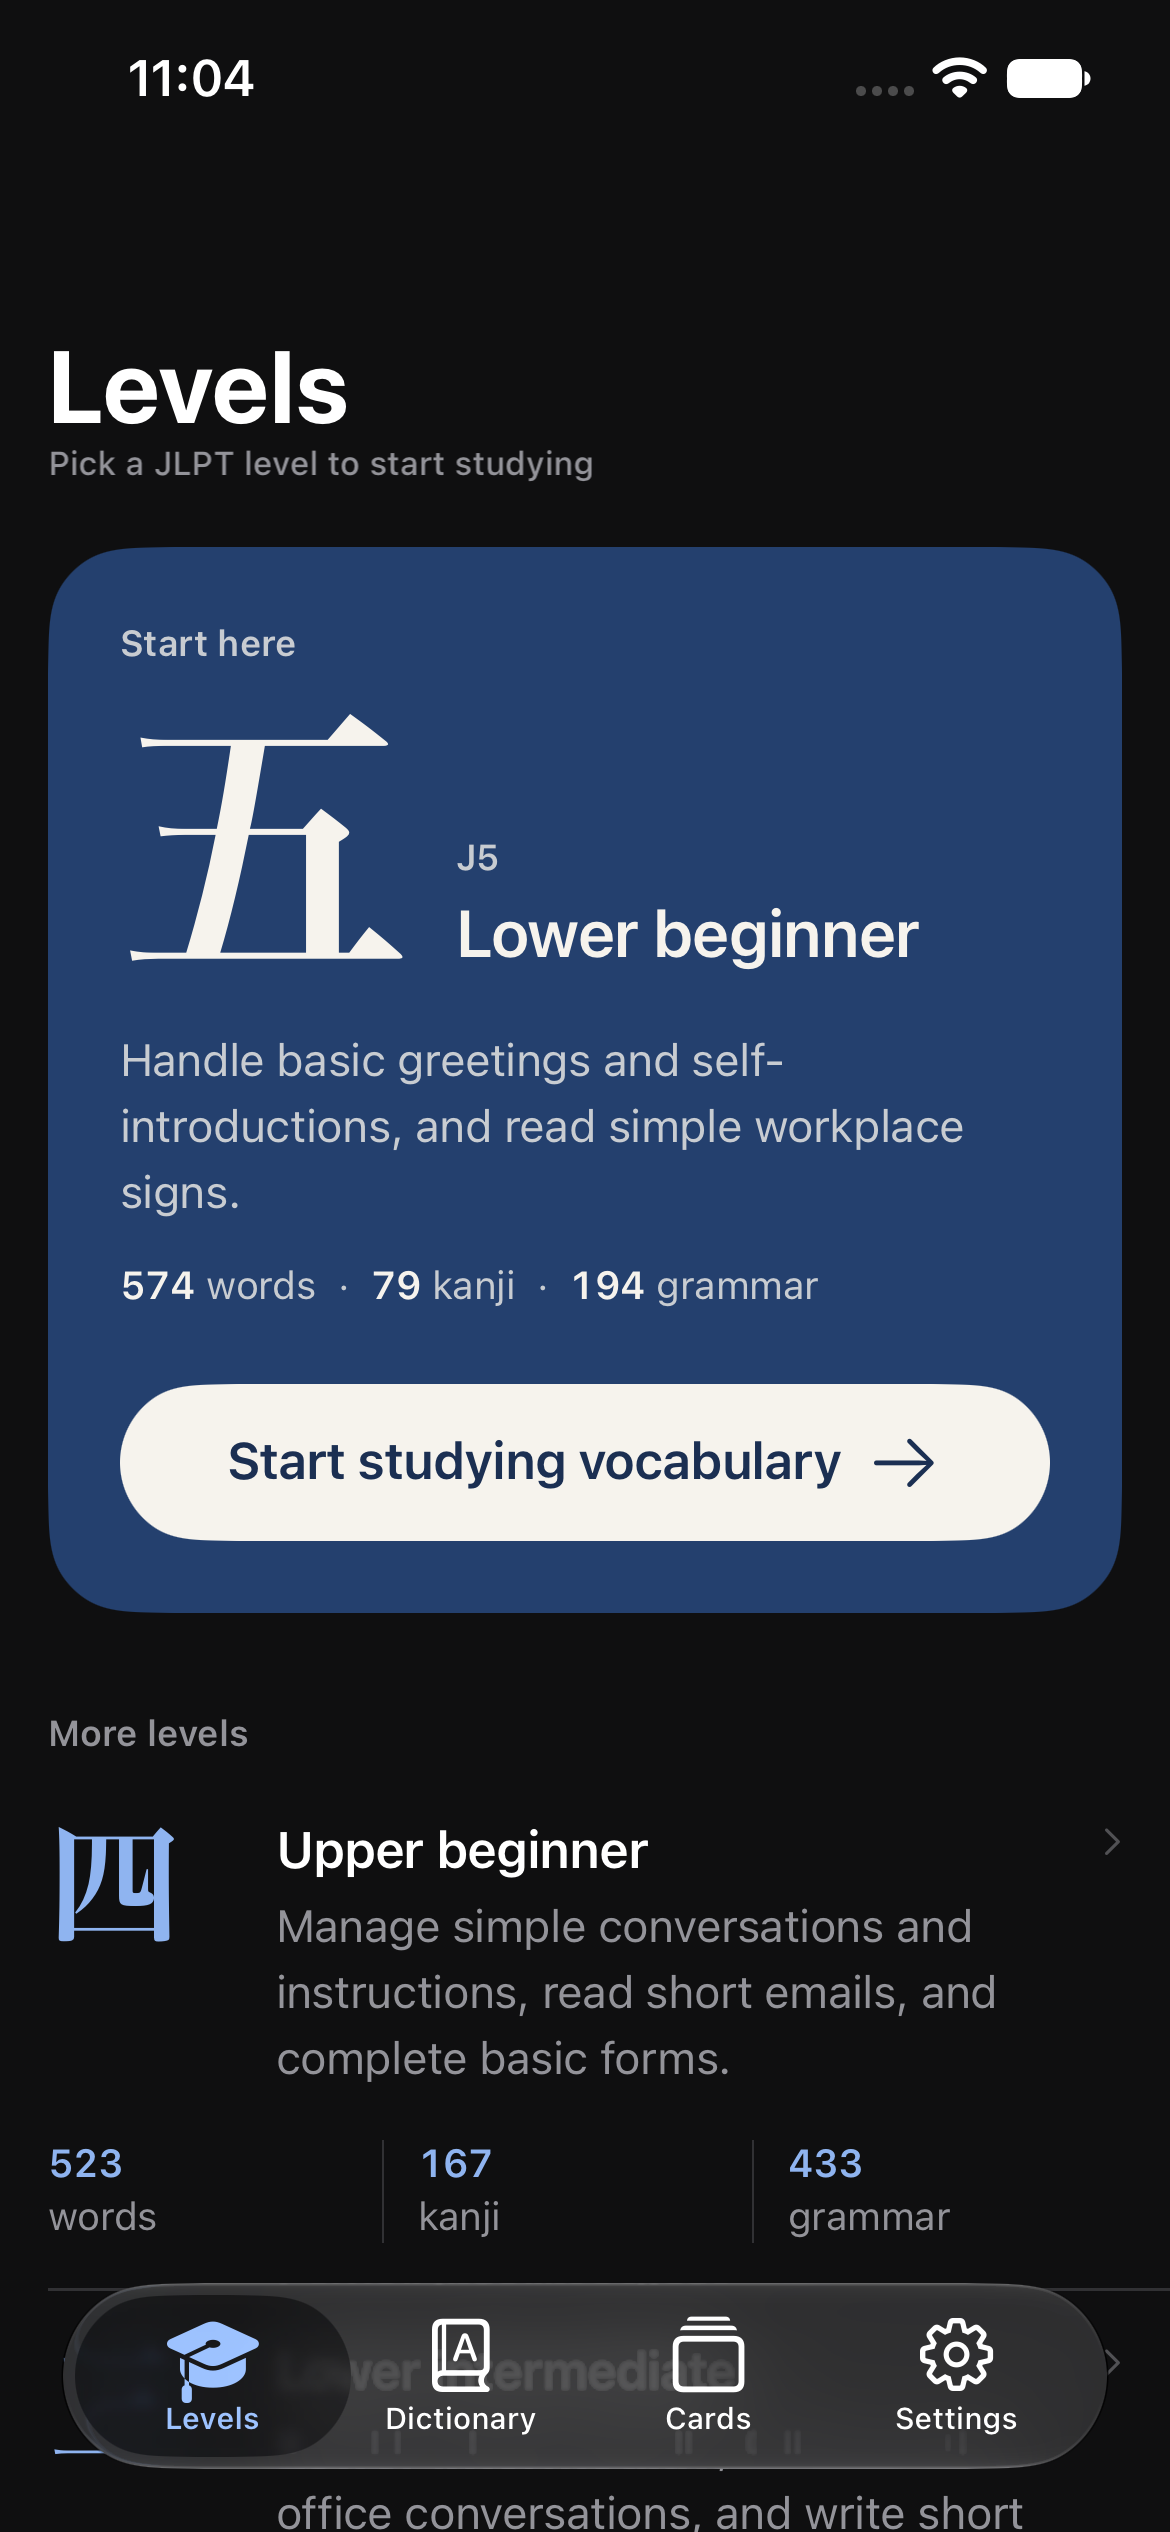 11:04
Levels
Pick a JLPT level to start studying
Start here
五
J5
Lower beginner
Handle basic greetings and self-
introductions, and read simple workplace
signs.
574 words · 79 kanji · 194 grammar
Start studying vocabulary →
More levels
四
Upper beginner
Manage simple conversations and
instructions, read short emails, and
complete basic forms.
523 167 433
words kanji grammar
Levels Dictionary Cards Settings
office conversations, and write short